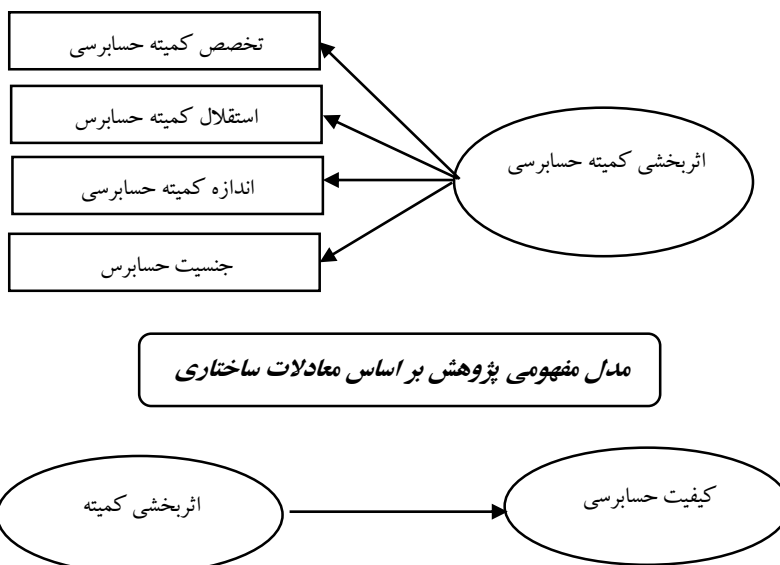 تخصص کمیته حسابرسی
استقلال کمیته حسابرس
اثربخشی کمیته حسابرسی
اندازه کمیته حسابرسی
جنسیت حسابرس
مدل مفهومی پژوهش بر اساس معادلات ساختاری
کیفیت حسابرسی
اثربخشی کمیته